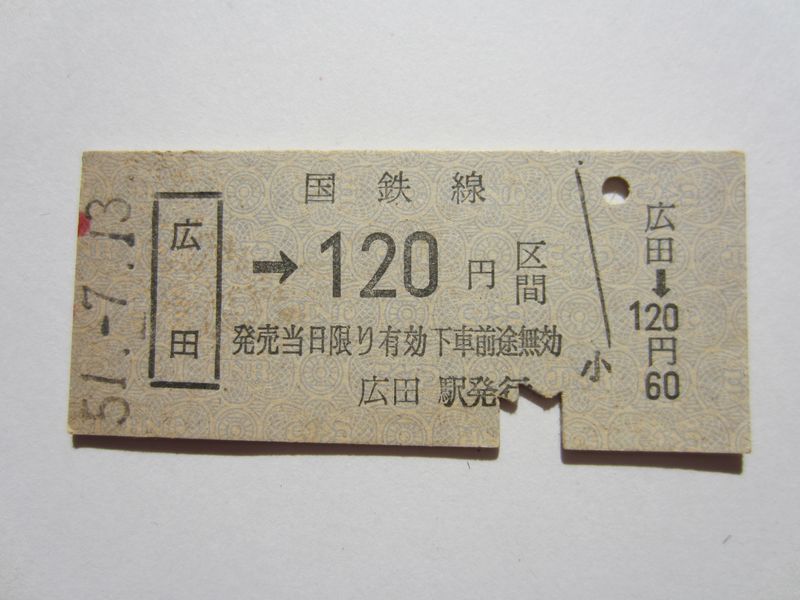 51.-7.13
国鉄線
広田
→120円区間
発売当日限り有効下車前途無効
広田駅発行
小
広田
↓
120
円
60